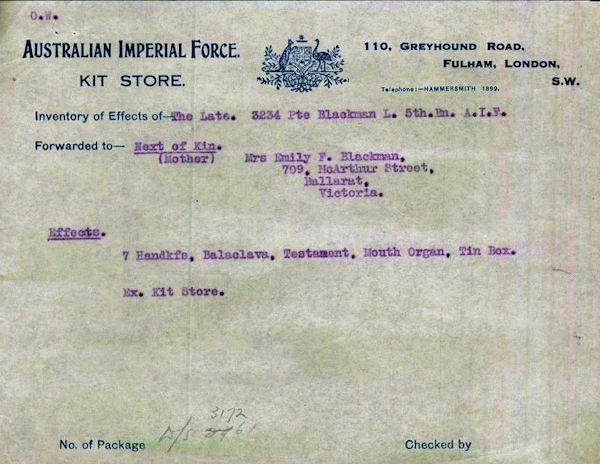 O.W.
AUSTRALIAN IMPERIAL FORCE.
KIT STORE.
110, GREYHOUND ROAD,
FULHAM, LONDON,
S.W.
Telephone:—HAMMERSMITH 1899.
Inventory of Effects of—The Late. 3234 Pte Blackman L. 5th.Bn. A.I.F.
Forwarded to— Next of Kin.
(Mother) Mrs Emily F. Blackman,
709, McArthur Street,
Ballarat,
Victoria.
Effects.
7 Handkfs, Balaclava, Testament, Mouth Organ, Tin Box.
Ex. Kit Store.
3172
No. of Package
Checked by